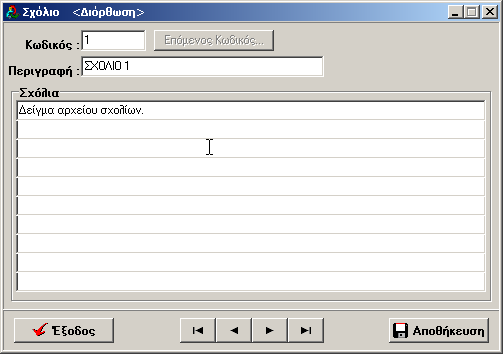 Σχόλιο <Διόρθωση>
Κωδικός : 1 Επόμενος Κωδικός...
Περιγραφή : ΣΧΟΛΙΟ 1
Σχόλια
Δείγμα αρχείου σχολίων.
Έξοδος Αποθήκευση